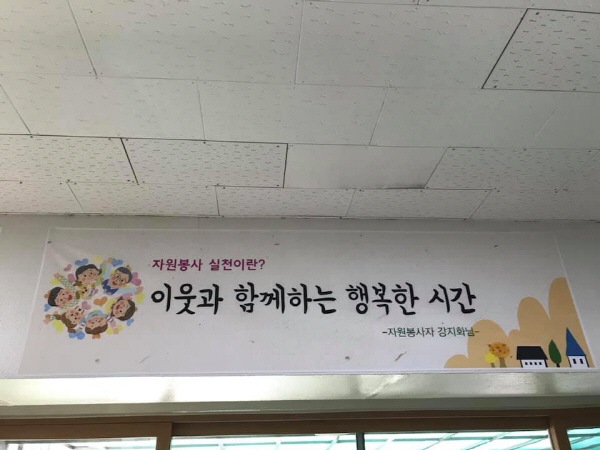 자원봉사 실천이란?
이웃과 함께하는 행복한 시간
-자원봉사자 강지화님-